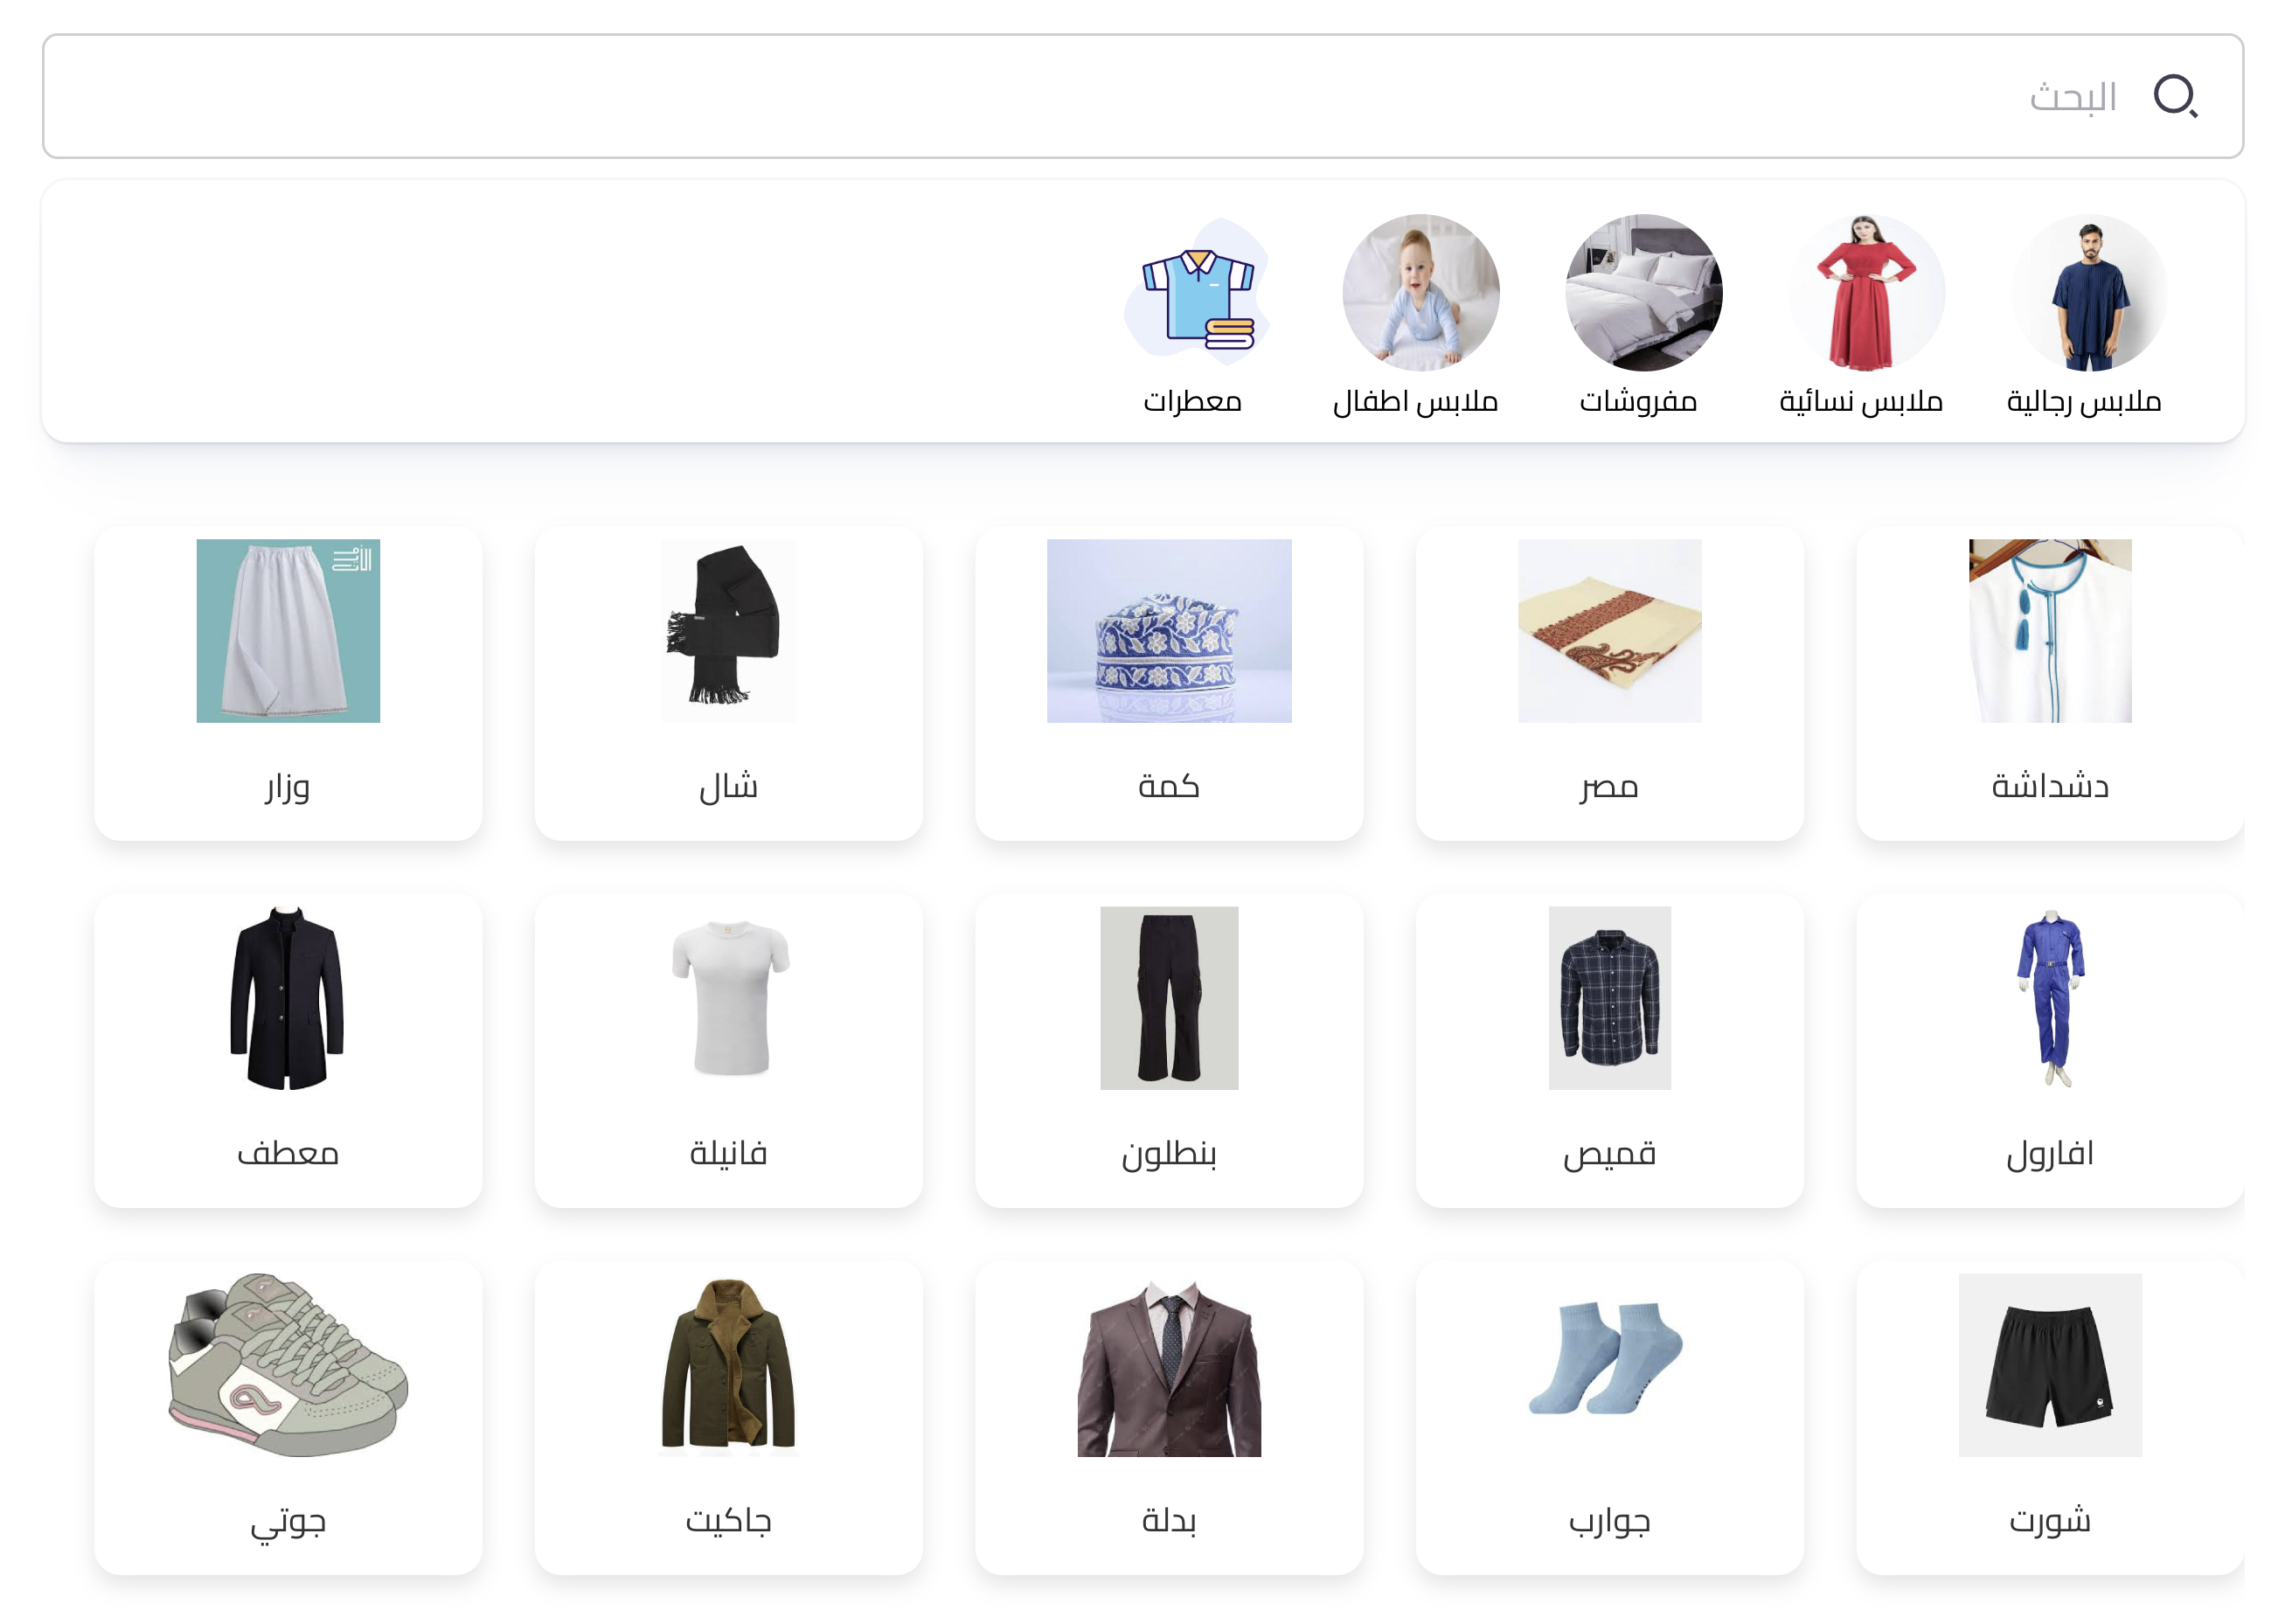 البحث
ملابس رجالية
ملابس نسائية
مفروشات
ملابس اطفال
معطرات
دشداشة
مصر
كمة
شال
وزار
افارول
قميص
بنطلون
فانيلة
معطف
شورت
جوارب
بدلة
جاكيت
جوتي